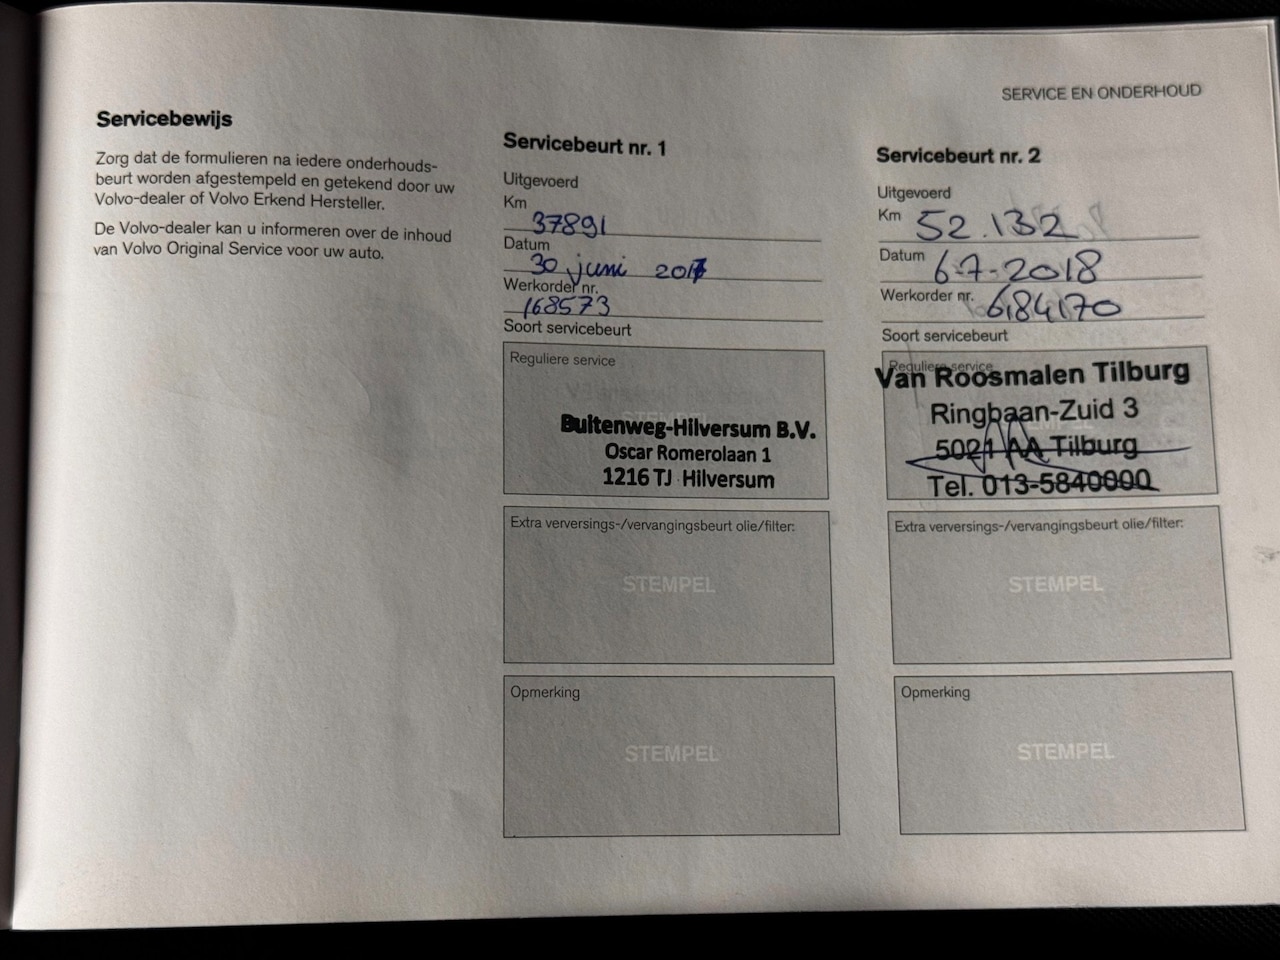 SERVICE EN ONDERHOUD
Servicebewijs
Zorg dat de formulieren na iedere onderhouds-
beurt worden afgestempeld en getekend door uw
Volvo-dealer of Volvo Erkend Hersteller.
De Volvo-dealer kan u informeren over de inhoud
van Volvo Original Service voor uw auto.
Servicebeurt nr. 1
Uitgevoerd
Km 37891
Datum 30 juni 2017
Werkorder nr. 168573
Soort servicebeurt
Reguliere service
STEMPEL
Buitenweg-Hilversum B.V.
Oscar Romerolaan 1
1216 TJ Hilversum
Extra verversings-/vervangingsbeurt olie/filter:
STEMPEL
Opmerking
STEMPEL
Servicebeurt nr. 2
Uitgevoerd
Km 52.132
Datum 6-7-2018
Werkorder nr. 684170
Soort servicebeurt
Reguliere service
Van Roosmalen Tilburg
Ringbaan-Zuid 3
5021 AA Tilburg
Tel. 013-5840000
Extra verversings-/vervangingsbeurt olie/filter:
STEMPEL
Opmerking
STEMPEL